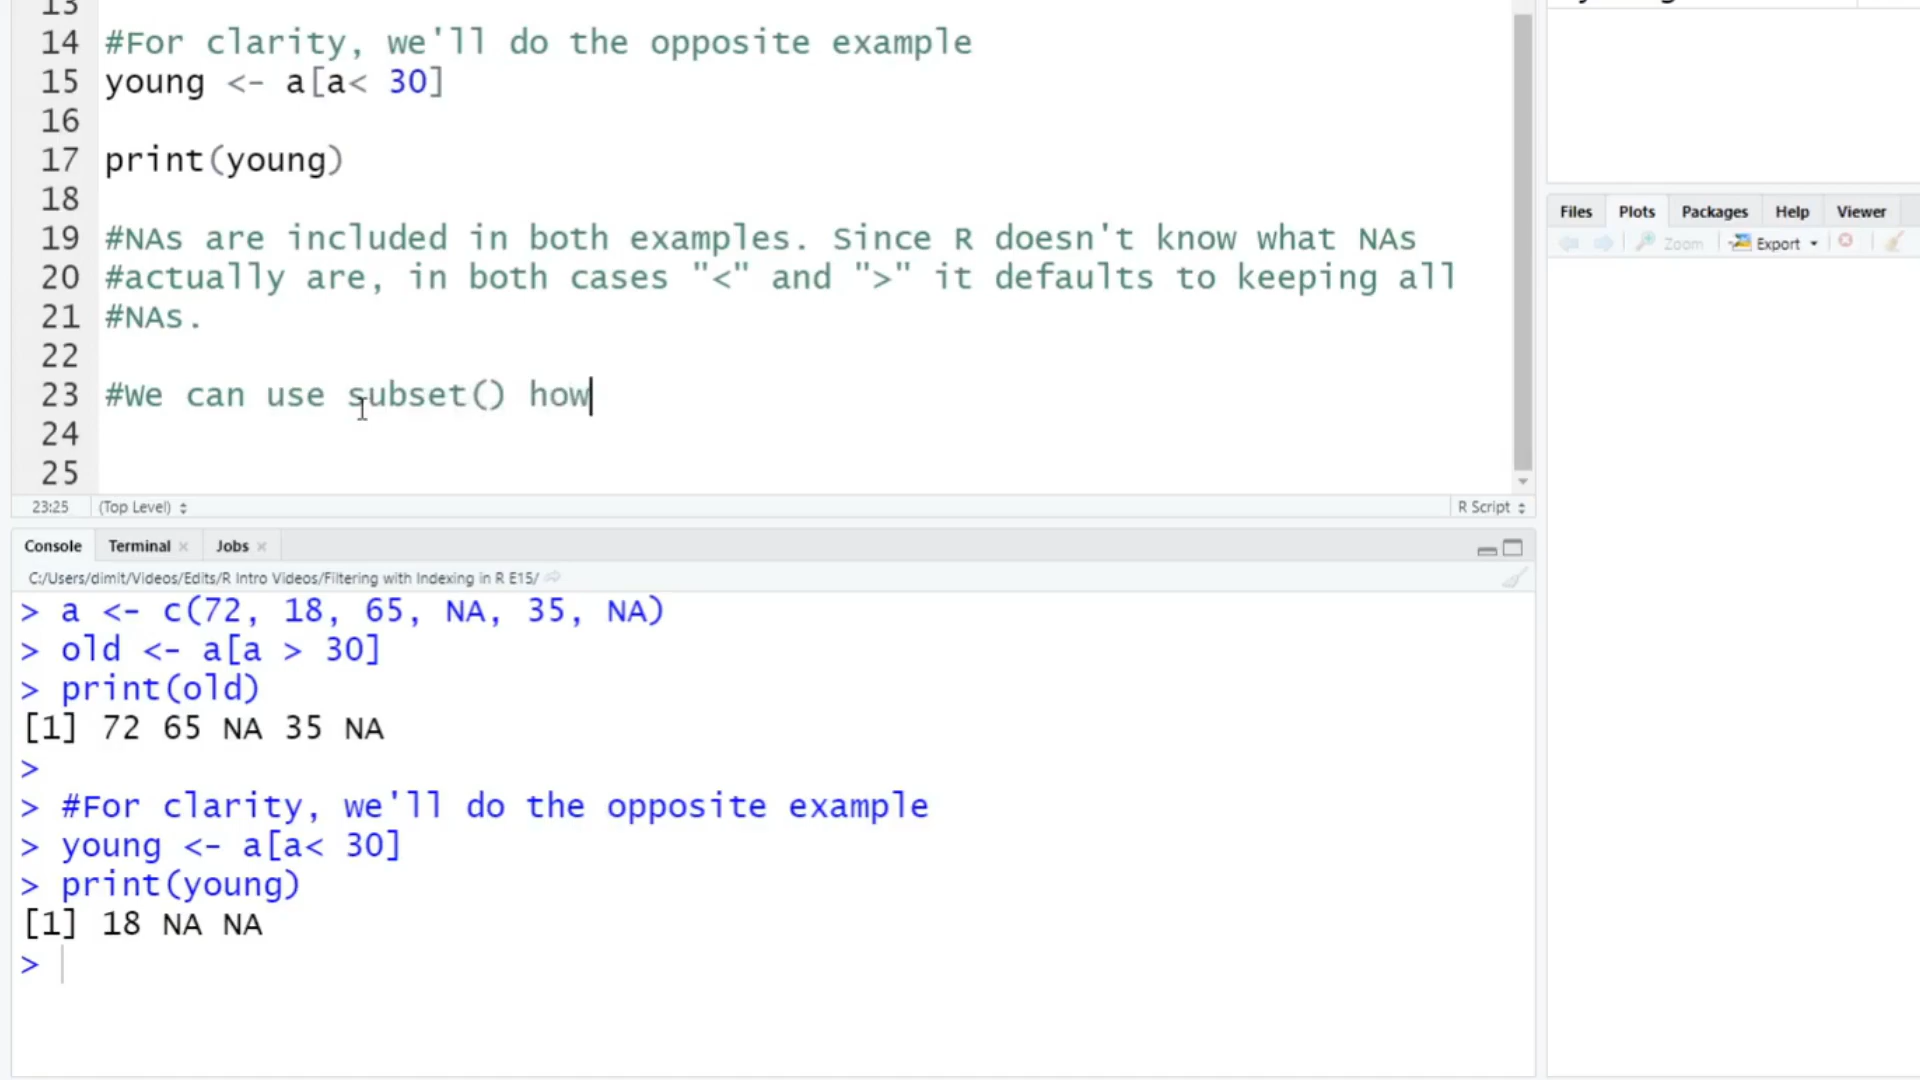 13
14 #For clarity, we'll do the opposite example
15 young <- a[a< 30]
16
17 print(young)
18
19 #NAs are included in both examples. Since R doesn't know what NAs
20 #actually are, in both cases "<" and ">" it defaults to keeping all
21 #NAs.
22
23 #We can use subset() how
24
25
23:25 (Top Level) R Script
Files Plots Packages Help Viewer
Zoom Export
Console Terminal Jobs
C:/Users/dimit/Videos/Edits/R Intro Videos/Filtering with Indexing in R E15/
> a <- c(72, 18, 65, NA, 35, NA)
> old <- a[a > 30]
> print(old)
[1] 72 65 NA 35 NA
>
> #For clarity, we'll do the opposite example
> young <- a[a< 30]
> print(young)
[1] 18 NA NA
>